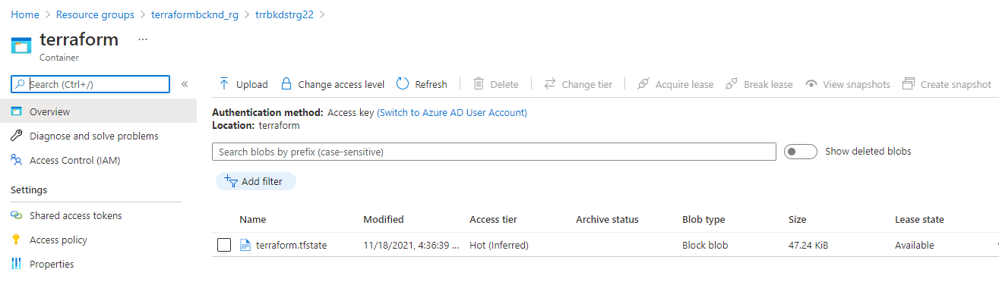 Home > Resource groups > terraformbcknd_rg > trrbkdstrg22 >
terraform ...
Container
Search (Ctrl+/) «
Upload Change access level Refresh Delete Change tier Acquire lease Break lease View snapshots Create snapshot
Overview
Diagnose and solve problems
Access Control (IAM)
Settings
Shared access tokens
Access policy
Properties
Authentication method: Access key (Switch to Azure AD User Account)
Location: terraform
Search blobs by prefix (case-sensitive) Show deleted blobs
Add filter
Name Modified Access tier Archive status Blob type Size Lease state
terraform.tfstate 11/18/2021, 4:36:39 ... Hot (Inferred) Block blob 47.24 KiB Available